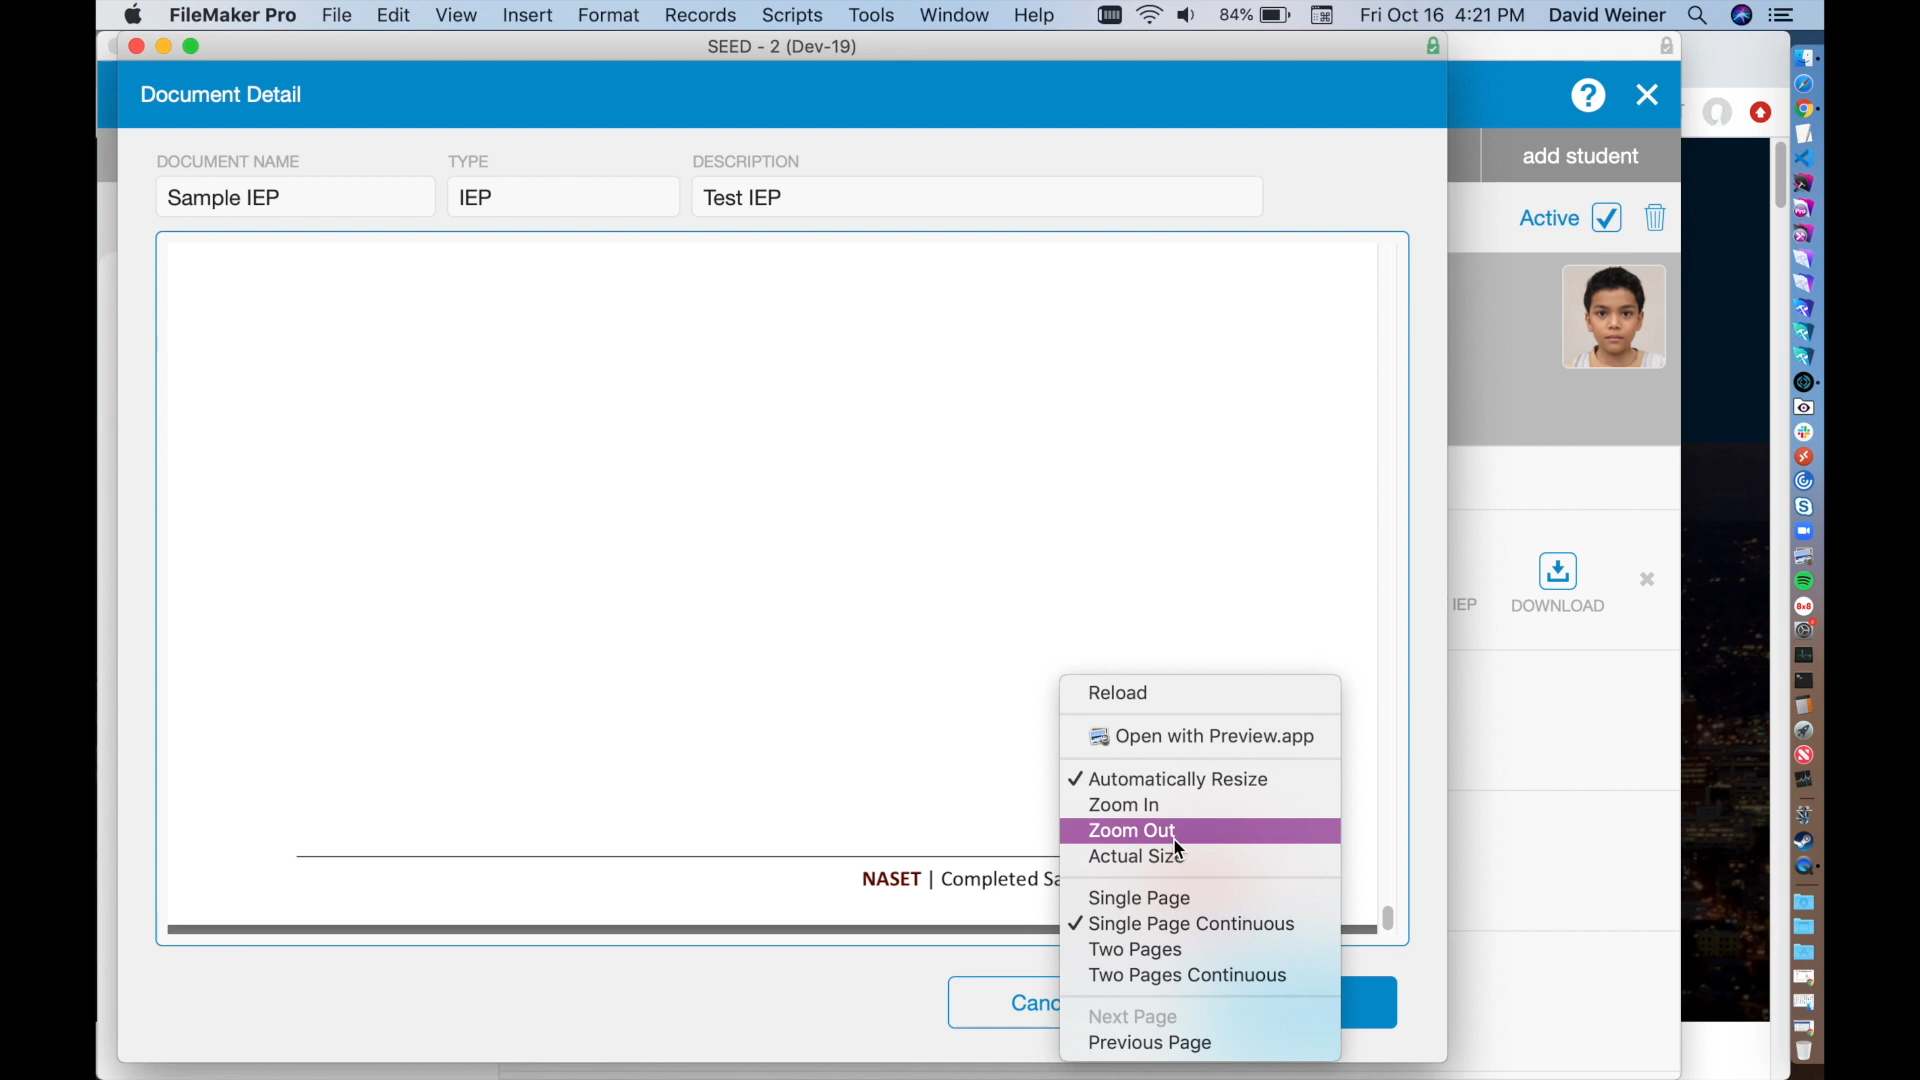 FileMaker Pro File Edit View Insert Format Records Scripts Tools Window Help 84% Fri Oct 16 4:21 PM David Weiner
SEED - 2 (Dev-19)
Document Detail
?
add student
DOCUMENT NAME TYPE DESCRIPTION
Sample IEP IEP Test IEP
Active
IEP DOWNLOAD
Reload
Open with Preview.app
Automatically Resize
Zoom In
Zoom Out
Actual Size
NASET | Completed Sa
Single Page
Single Page Continuous
Two Pages
Two Pages Continuous
Canc
Next Page
Previous Page
8x8